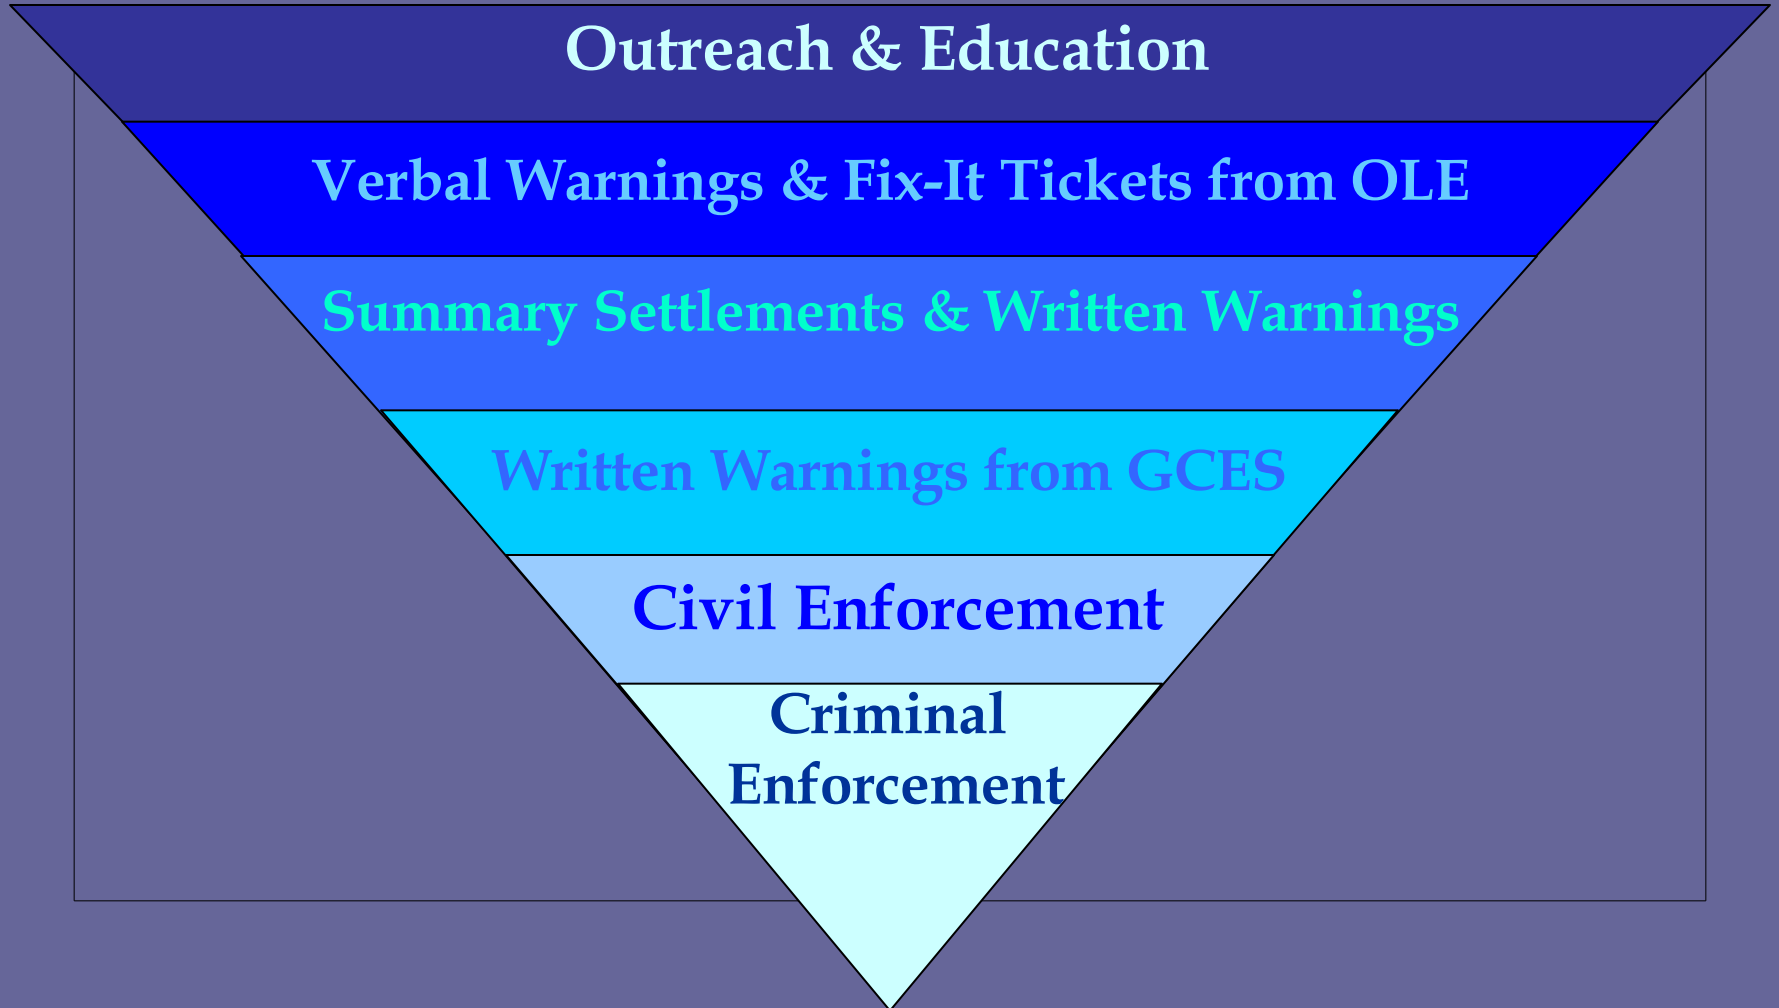 Outreach & Education
Verbal Warnings & Fix-It Tickets from OLE
Summary Settlements & Written Warnings
Written Warnings from GCES
Civil Enforcement
Criminal
Enforcement